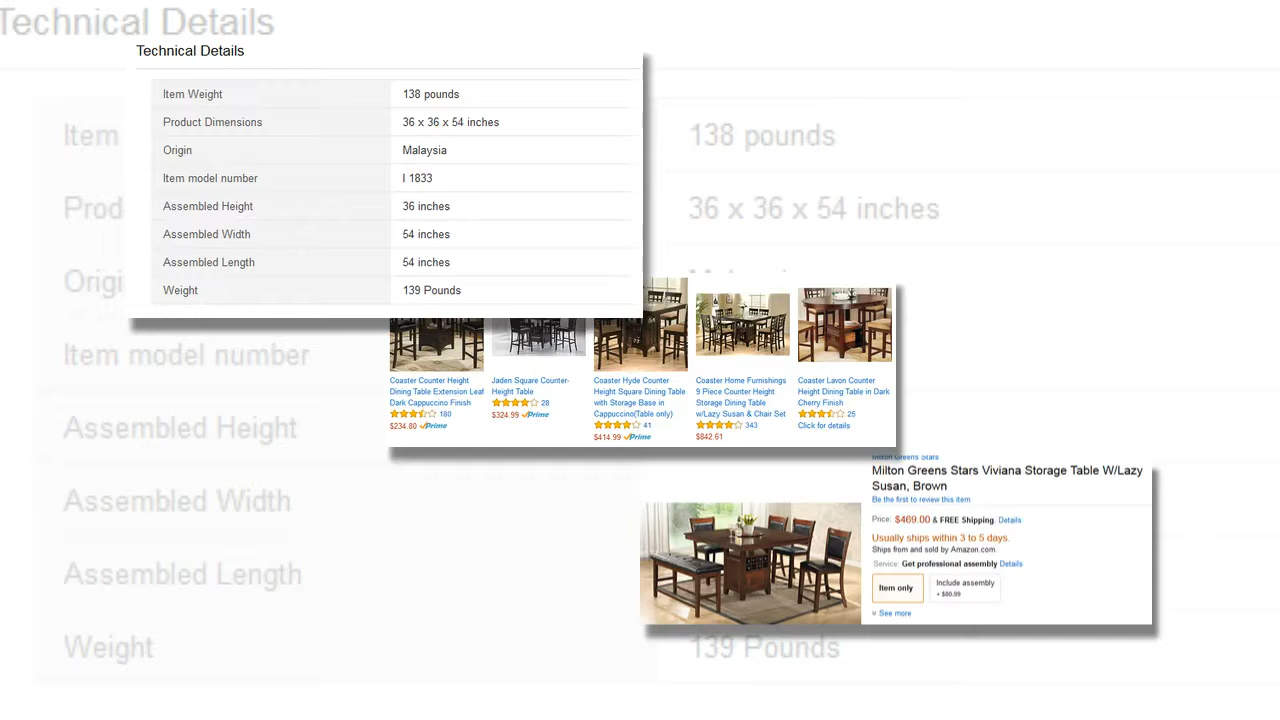 Technical Details
Technical Details
Item Weight 138 pounds
Product Dimensions 36 x 36 x 54 inches
Origin Malaysia
Item model number I 1833
Assembled Height 36 inches
Assembled Width 54 inches
Assembled Length 54 inches
Weight 139 Pounds
Item 138 pounds
Prod 36 x 36 x 54 inches
Origi
Item model number
Assembled Height
Assembled Width
Assembled Length
Weight 139 Pounds
Coaster Counter Height
Dining Table Extension Leaf
Dark Cappuccino Finish
180
$234.80 Prime
Jaden Square Counter-
Height Table
28
$324.99 Prime
Coaster Hyde Counter
Height Square Dining Table
with Storage Base in
Cappuccino(Table only)
41
$414.99 Prime
Coaster Home Furnishings
9 Piece Counter Height
Storage Dining Table
w/Lazy Susan & Chair Set
343
$842.61
Coaster Lavon Counter
Height Dining Table in Dark
Cherry Finish
25
Click for details
Milton Greens Stars
Milton Greens Stars Viviana Storage Table W/Lazy
Susan, Brown
Be the first to review this item
Price: $469.00 & FREE Shipping. Details
Usually ships within 3 to 5 days.
Ships from and sold by Amazon.com.
Service: Get professional assembly Details
Item only
Include assembly
+ $80.99
See more